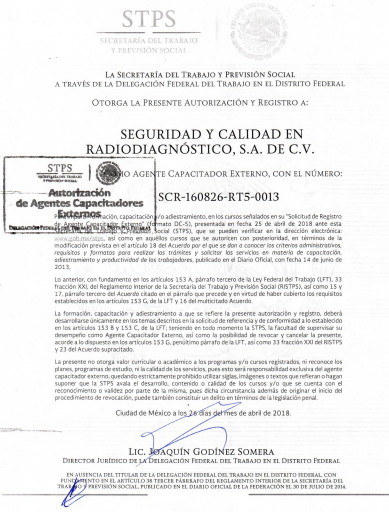 STPS
SECRETARÍA DEL TRABAJO
Y PREVISIÓN SOCIAL
LA SECRETARÍA DEL TRABAJO Y PREVISIÓN SOCIAL
A TRAVÉS DE LA DELEGACIÓN FEDERAL DEL TRABAJO EN EL DISTRITO FEDERAL
OTORGA LA PRESENTE AUTORIZACIÓN Y REGISTRO A:
SEGURIDAD Y CALIDAD EN
RADIODIAGNÓSTICO, S.A. DE C.V.
STPS
SECRETARÍA DEL TRABAJO
Y PREVISIÓN SOCIAL
Autorización
de Agentes Capacitadores
Externos
DELEGACIÓN FEDERAL DEL TRABAJO EN EL DISTRITO FEDERAL
MO AGENTE CAPACITADOR EXTERNO, CON EL NÚMERO:
SCR-160826-RT5-0013
formación, capacitación y/o adiestramiento, en los cursos señalados en su "Solicitud de Registro
de Agente Capacitador Externo" (formato DC-5), presentada en fecha 25 de abril de 2018 ante esta
Secretaría del Trabajo y Previsión Social (STPS), que se pueden verificar en la dirección electrónica:
www.gob.mx/stps, así como en aquéllos cursos que se autoricen con posterioridad, en términos de la
modificación prevista en el artículo 18 del Acuerdo por el que se dan a conocer los criterios administrativos,
requisitos y formatos para realizar los trámites y solicitar los servicios en materia de capacitación,
adiestramiento y productividad de los trabajadores, publicado en el Diario Oficial, con fecha 14 de junio de
2013.
Lo anterior, con fundamento en los artículos 153 A, párrafo tercero de la Ley Federal del Trabajo (LFT), 33
fracción XXI, del Reglamento Interior de la Secretaría del Trabajo y Previsión Social (RISTPS), así como 15 y
17, párrafo tercero del Acuerdo citado en el párrafo que precede y en virtud de haber cubierto los requisitos
establecidos en los artículos 153 G, de la LFT y 16 del multicitado Acuerdo.
La formación, capacitación y adiestramiento a que se refiere la presente autorización y registro, deberá
desarrollarse únicamente en los temas descritos en la solicitud de referencia y de conformidad a lo establecido
en los artículos 153 B y 153 C, de la LFT; teniendo en todo momento la STPS, la facultad de supervisar su
desempeño como Agente Capacitador Externo, así como la posibilidad de revocar y cancelar la presente,
acorde a lo dispuesto en los artículos 153 G, penúltimo párrafo de la LFT, así como 33 fracción XXI del RISTPS
y 23 del Acuerdo supracitado.
La presente no otorga valor curricular o académico a los programas y/o cursos registrados, ni reconoce los
planes, programas de estudio, ni la calidad de los servicios, pues esto será responsabilidad exclusiva del agente
capacitador externo, quedando estrictamente prohibido utilizar siglas, imágenes o textos que refieran o hagan
suponer que la STPS avala el desarrollo, contenido o calidad de los cursos y/o que se cuenta con el
reconocimiento o validez por parte de la misma, pues dicha circunstancia además de originar el inicio del
procedimiento de revocación, puede también constituir un delito en términos de la legislación penal.
Ciudad de México a los 26 días del mes de abril de 2018.
LIC. JOAQUÍN GODÍNEZ SOMERA
DIRECTOR JURÍDICO DE LA DELEGACIÓN FEDERAL DEL TRABAJO EN EL DISTRITO FEDERAL
EN AUSENCIA DEL TITULAR DE LA DELEGACIÓN FEDERAL DEL TRABAJO EN EL DISTRITO FEDERAL, CON
FUNDAMENTO EN EL ARTÍCULO 38 TERCER PÁRRARO DEL REGLAMENTO INTERIOR DE LA SECRETARÍA DEL
TRABAJO Y PREVISIÓN SOCIAL, PUBLICADO EN EL DIARIO OFICIAL DE LA FEDERACIÓN EL 30 DE JULIO DE 2014.